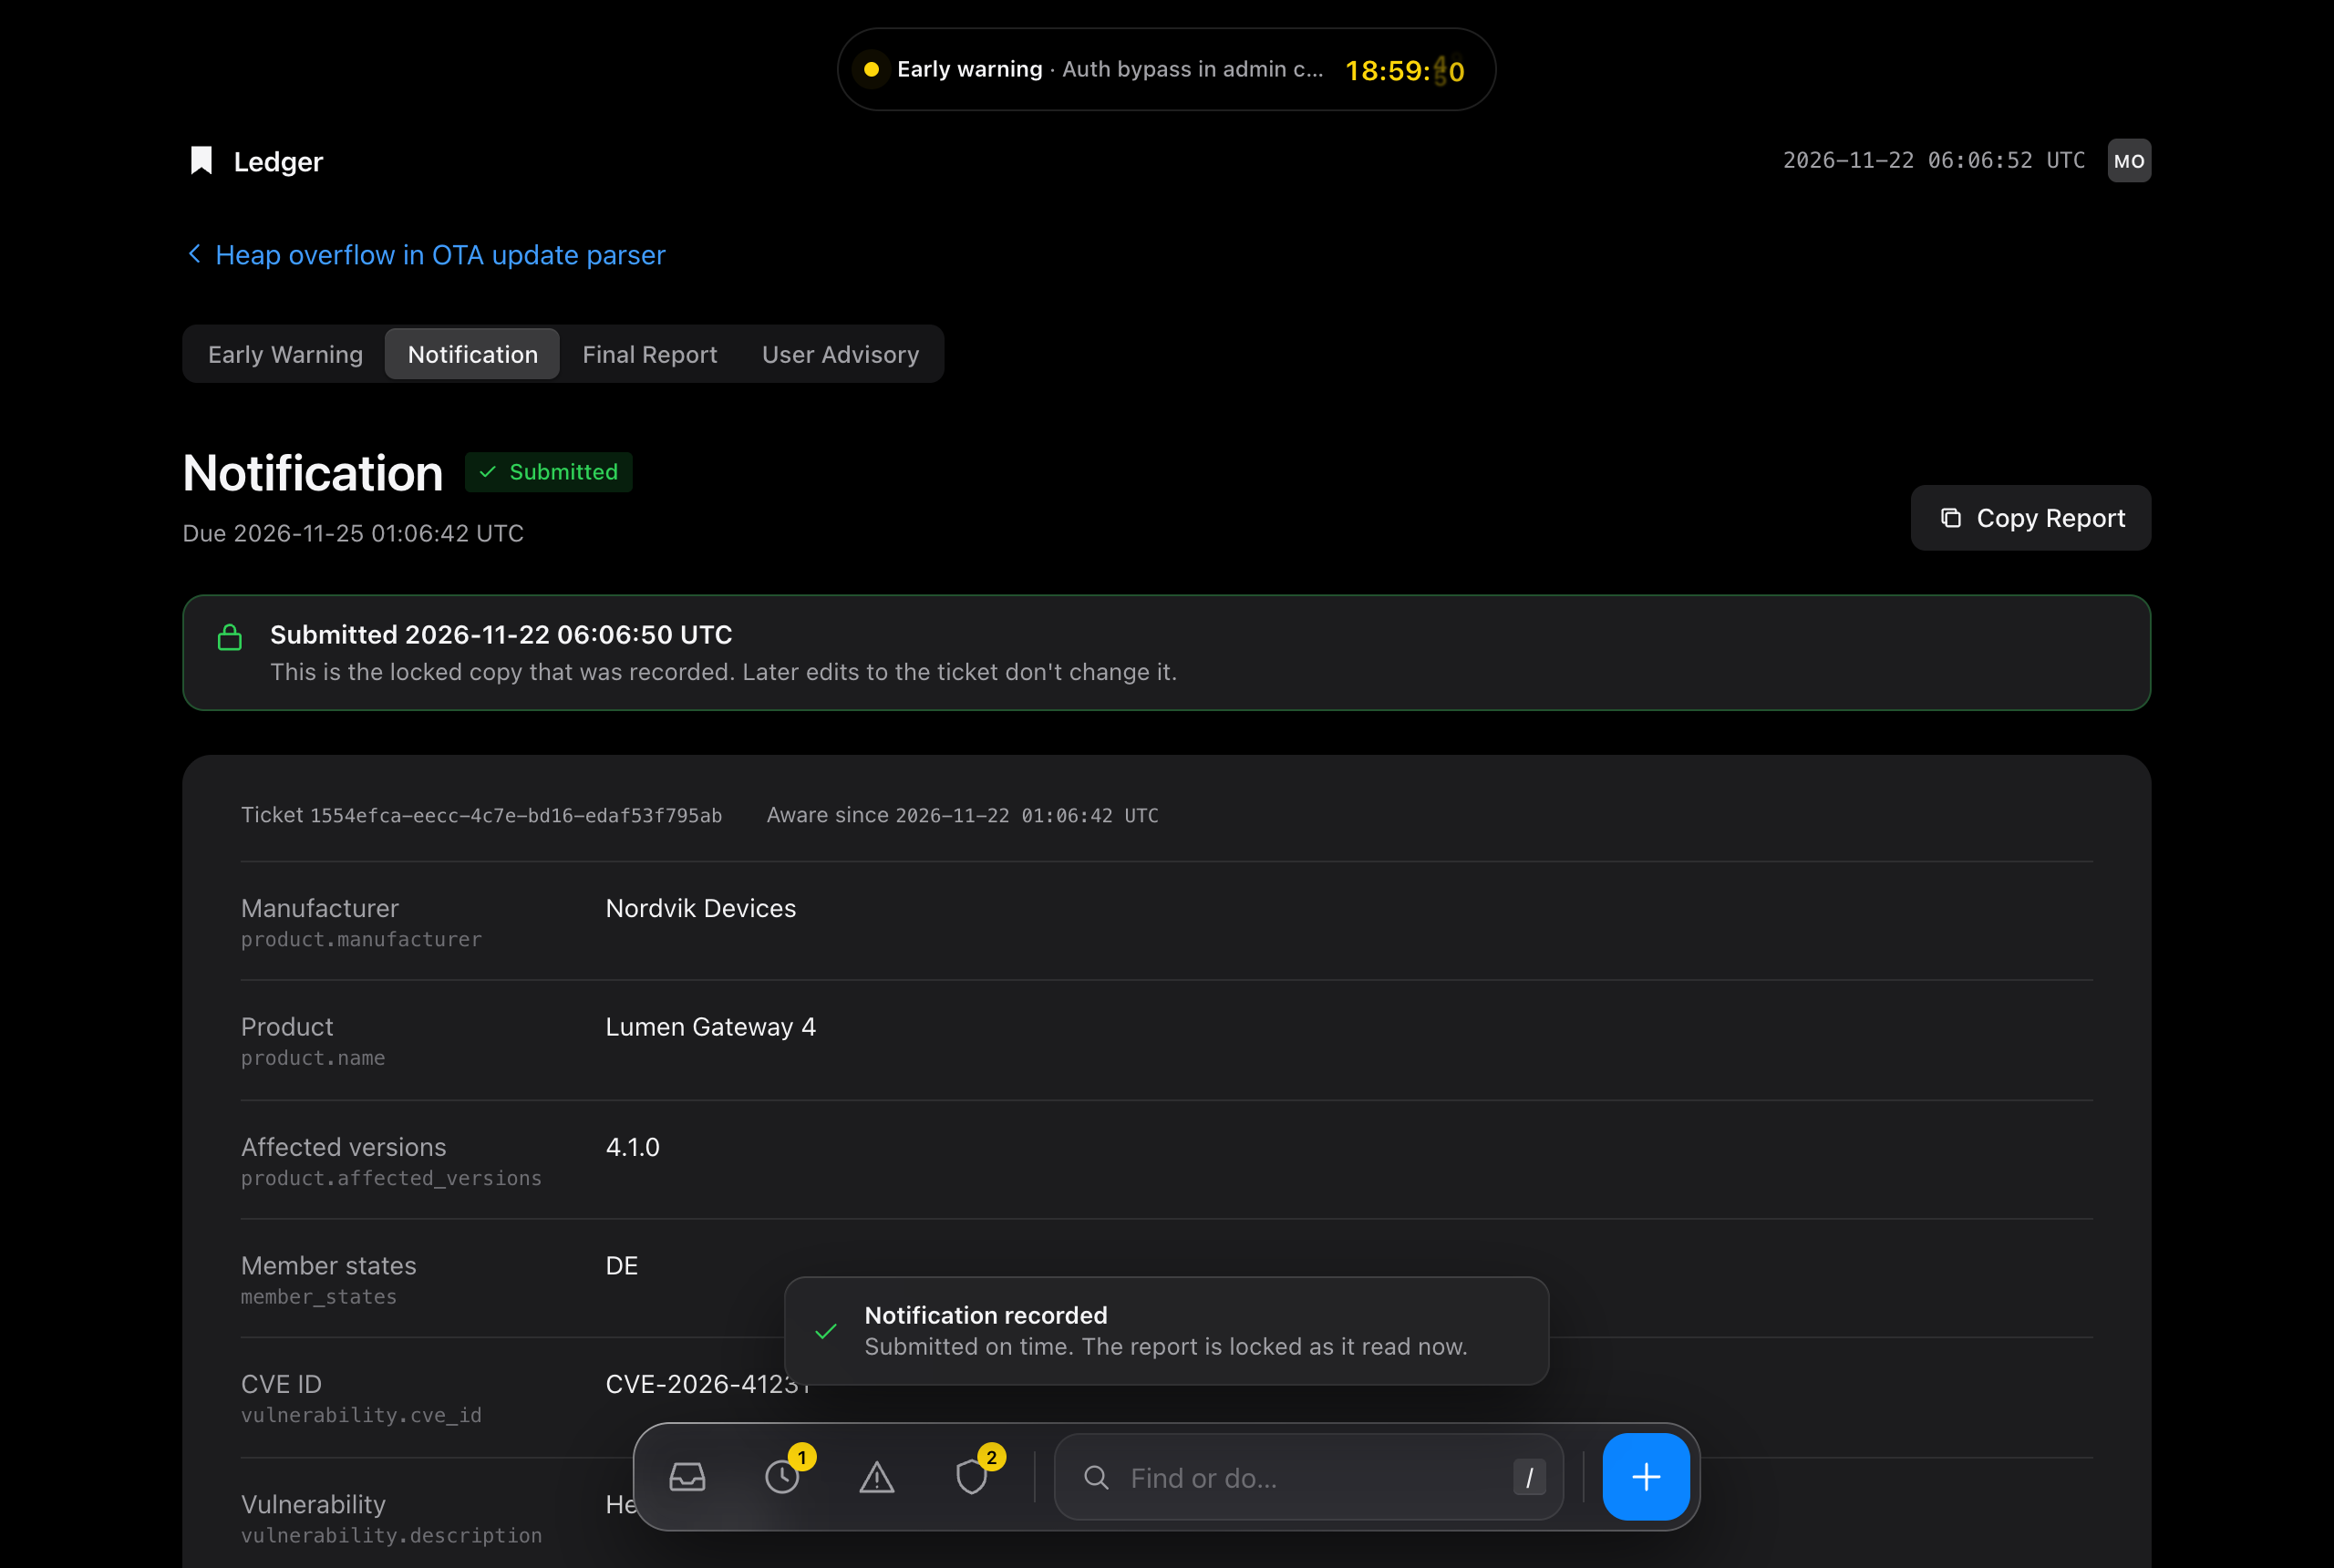 Early warning · Auth bypass in admin c... 18:59:
Ledger
2026-11-22 06:06:52 UTC MO
Heap overflow in OTA update parser
Early Warning Notification Final Report User Advisory
Notification Submitted
Due 2026-11-25 01:06:42 UTC
Copy Report
Submitted 2026-11-22 06:06:50 UTC
This is the locked copy that was recorded. Later edits to the ticket don't change it.
Ticket 1554efca-eecc-4c7e-bd16-edaf53f795ab Aware since 2026-11-22 01:06:42 UTC
Manufacturer Nordvik Devices
product.manufacturer
Product Lumen Gateway 4
product.name
Affected versions 4.1.0
product.affected_versions
Member states DE
member_states
Notification recorded
Submitted on time. The report is locked as it read now.
CVE ID CVE-2026-41231
vulnerability.cve_id
1 2
Find or do... /
Vulnerability He
vulnerability.description